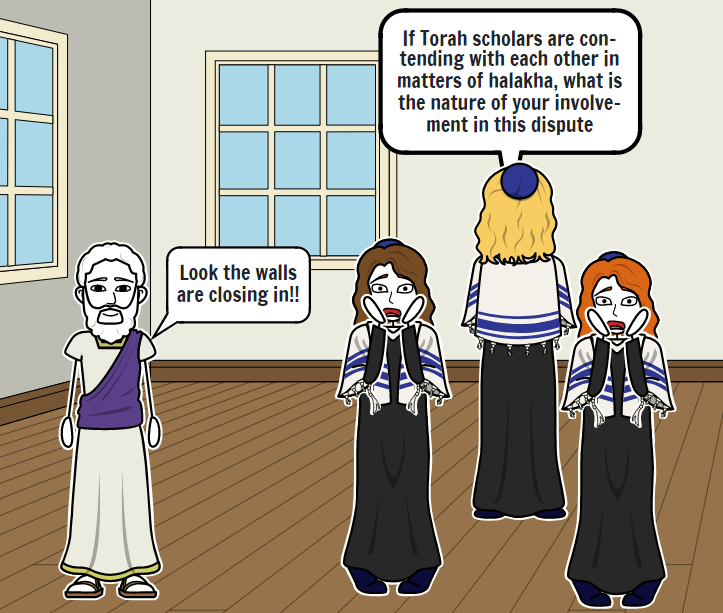 If Torah scholars are con-
tending with each other in
matters of halakha, what is
the nature of your involve-
ment in this dispute
Look the walls
are closing in!!